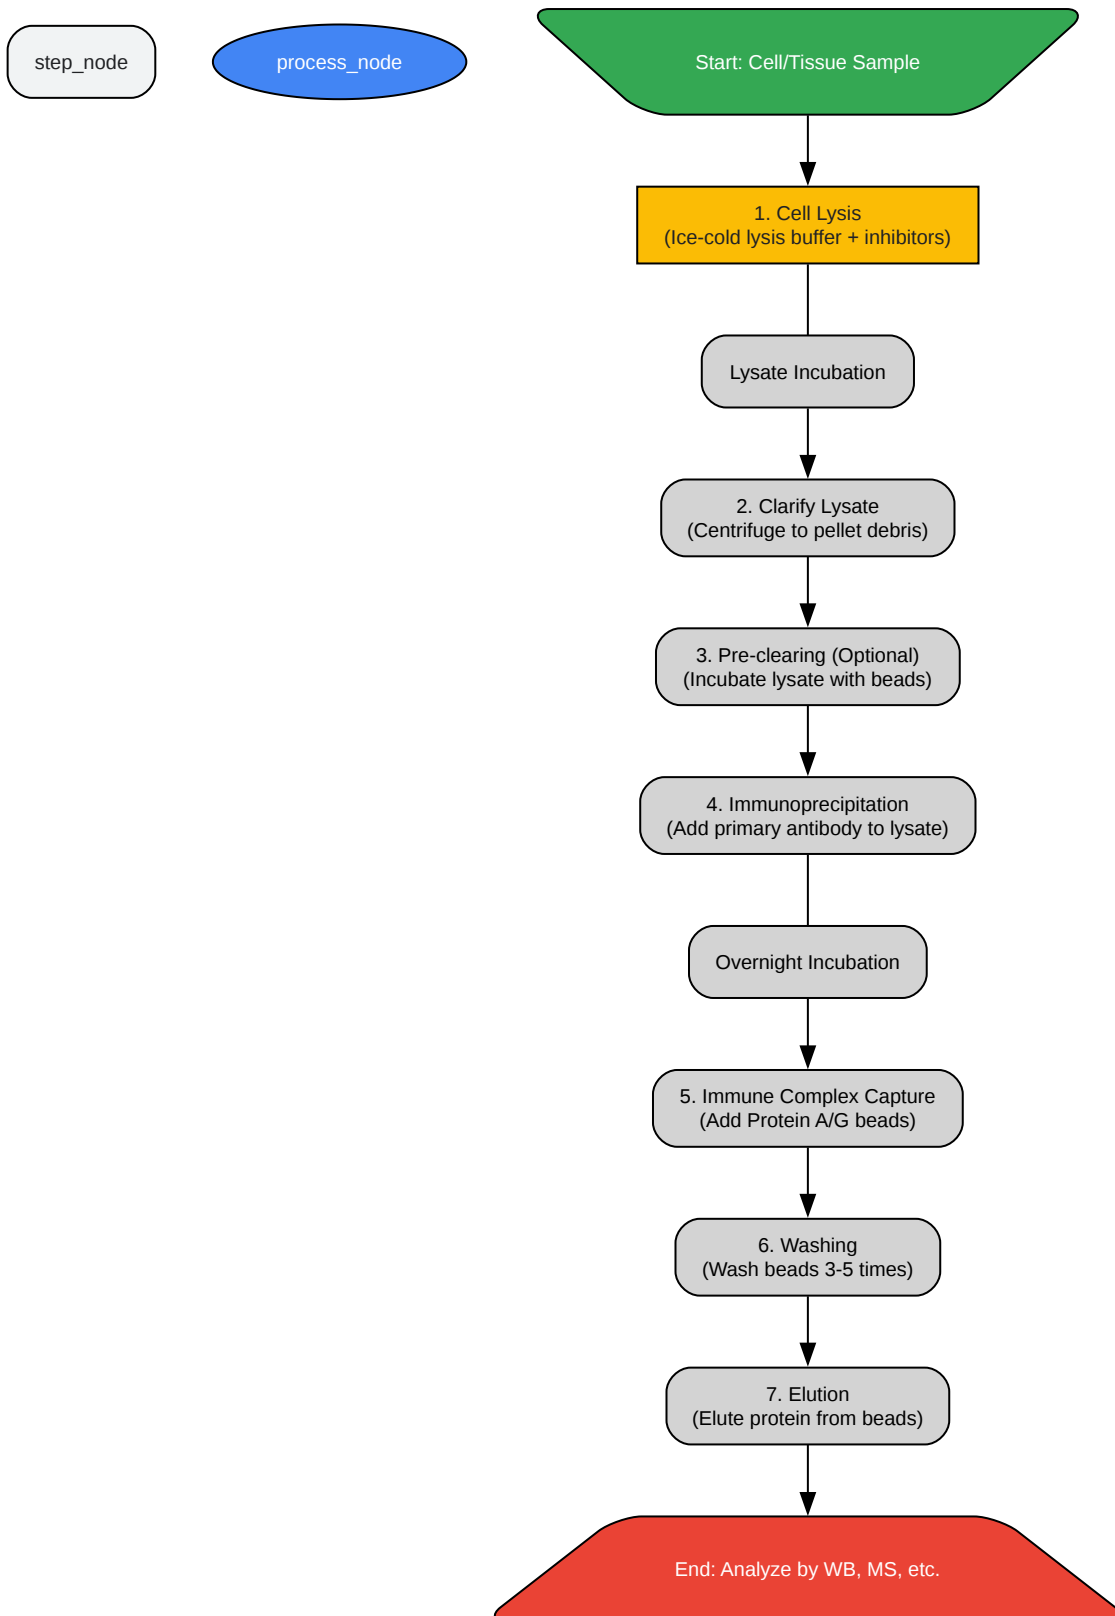 step_node
process_node
Start: Cell/Tissue Sample
1. Cell Lysis
(Ice-cold lysis buffer + inhibitors)
Lysate Incubation
2. Clarify Lysate
(Centrifuge to pellet debris)
3. Pre-clearing (Optional)
(Incubate lysate with beads)
4. Immunoprecipitation
(Add primary antibody to lysate)
Overnight Incubation
5. Immune Complex Capture
(Add Protein A/G beads)
6. Washing
(Wash beads 3-5 times)
7. Elution
(Elute protein from beads)
End: Analyze by WB, MS, etc.